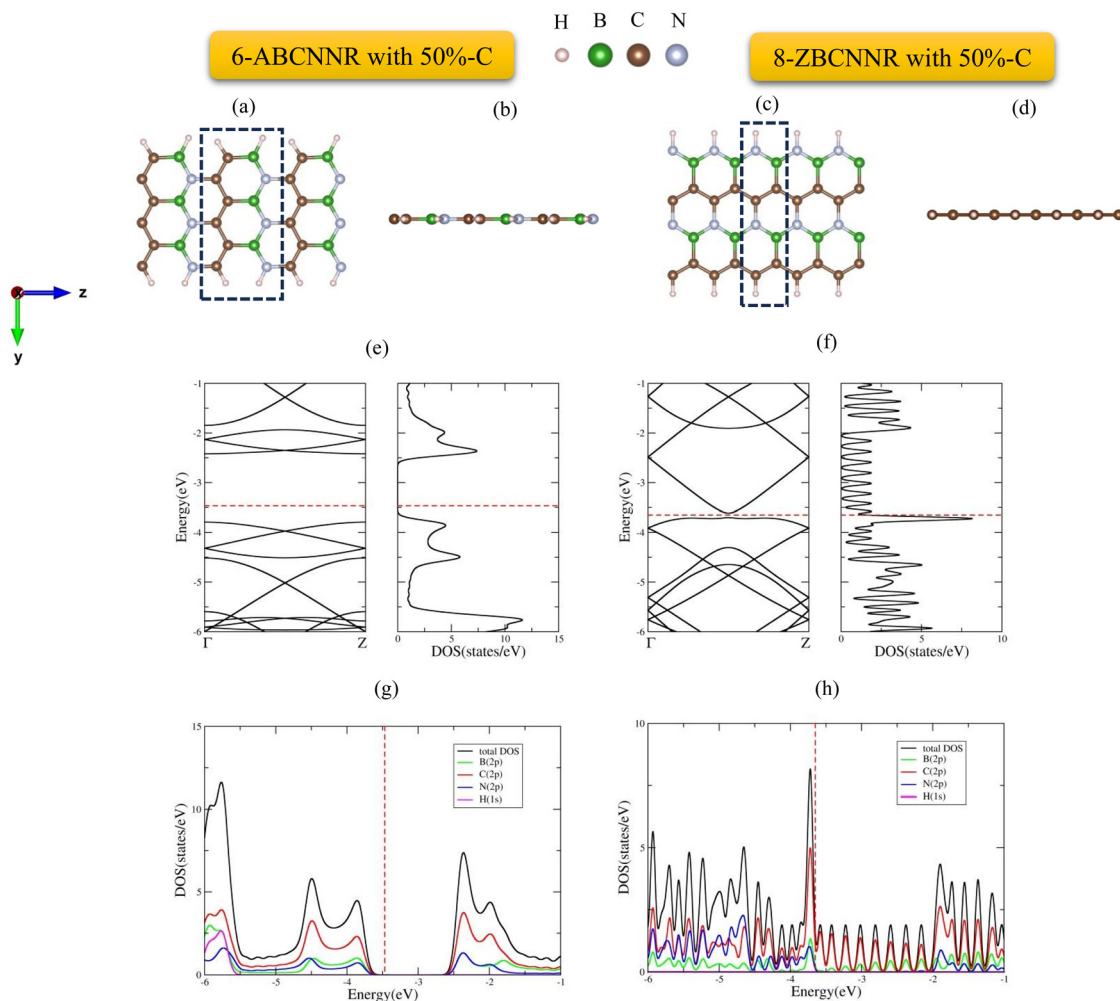 H B C N
6-ABCNNR with 50%-C
8-ZBCNNR with 50%-C
(a)
(b)
(c)
(d)
x
z
y
(e)
(f)
-1
-2
-3
-4
-5
-6
Energy(eV)
Γ Z
0 5 10 15
DOS(states/eV)
-1
-2
-3
-4
-5
-6
Energy(eV)
Γ Z
0 5 10
DOS(states/eV)
(g)
(h)
15
10
5
0
DOS(states/eV)
total DOS
B(2p)
C(2p)
N(2p)
H(1s)
-6 -5 -4 -3 -2 -1
Energy(eV)
10
5
0
DOS(states/eV)
total DOS
B(2p)
C(2p)
N(2p)
H(1s)
-6 -5 -4 -3 -2 -1
Energy(eV)